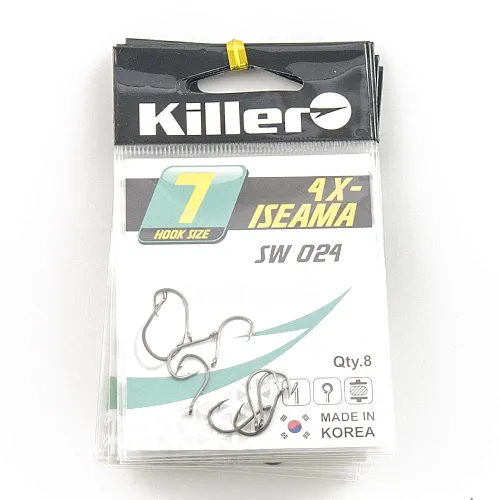 Killer
7
HOOK SIZE
4X-
ISEAMA
SW 024
Qty.8
MADE IN
KOREA